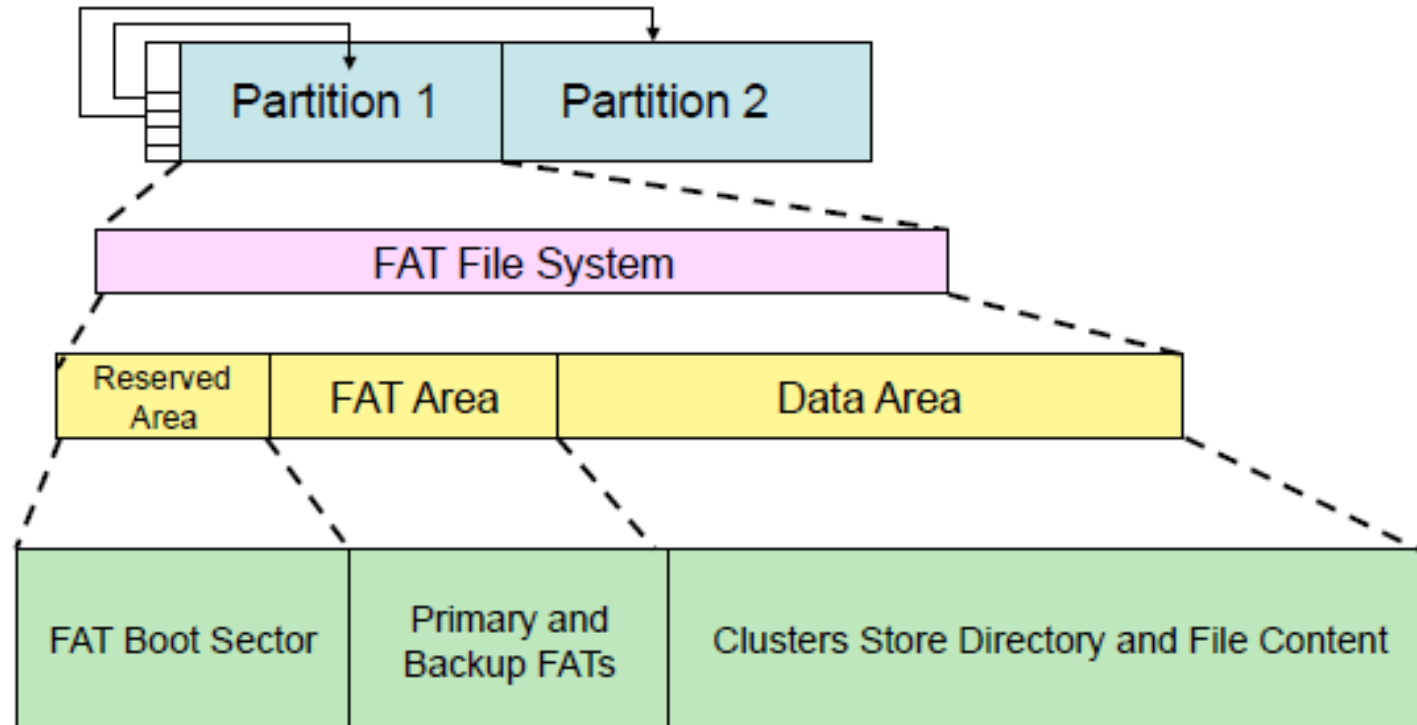 Partition 1
Partition 2
FAT File System
Reserved
Area
FAT Area
Data Area
FAT Boot Sector
Primary and
Backup FATs
Clusters Store Directory and File Content